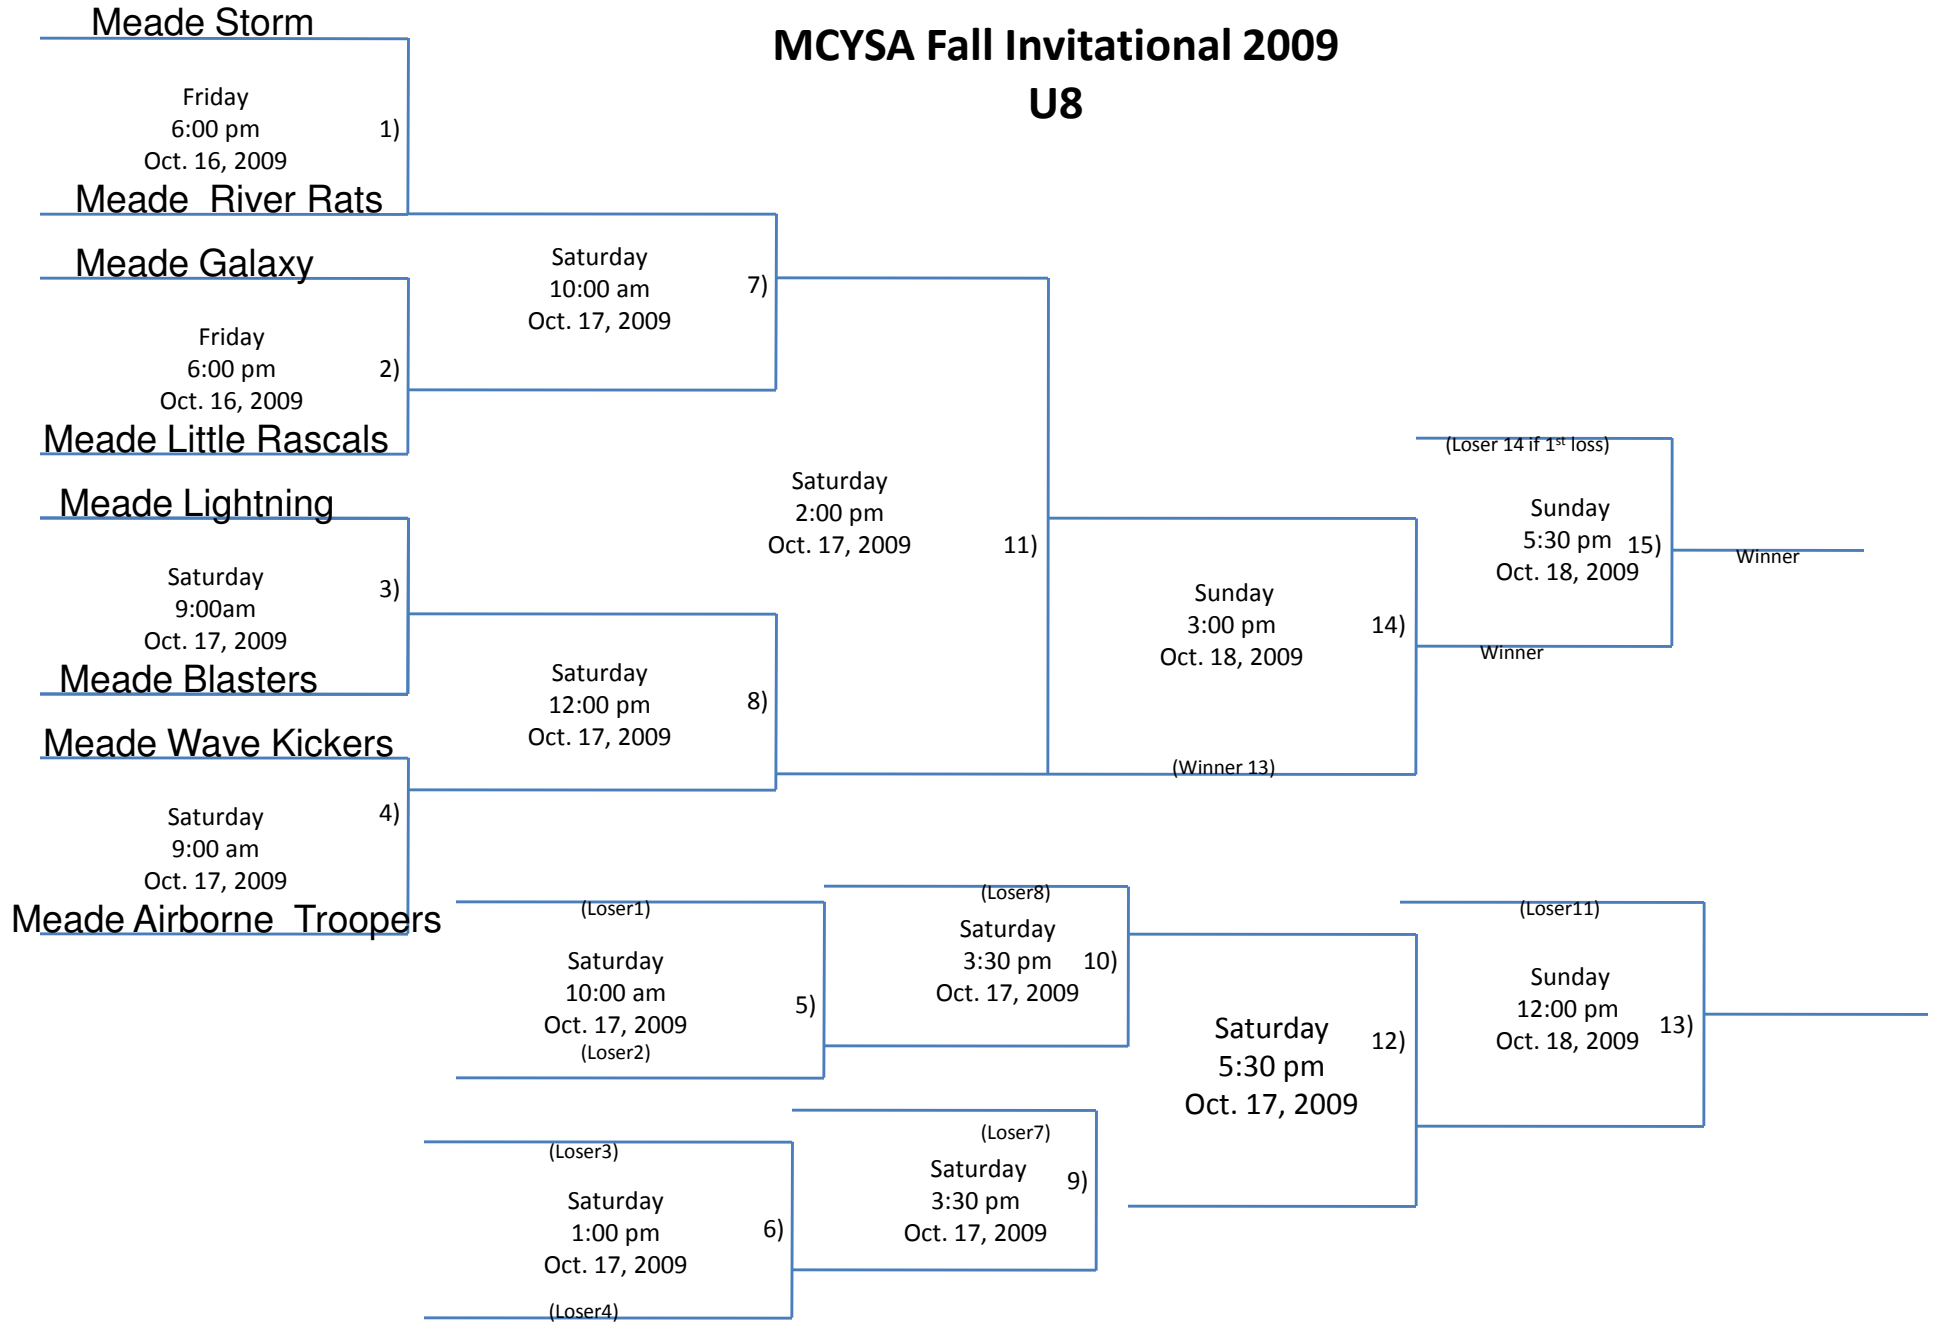 MCYSA Fall Invitational 2009
U8
Meade Storm
Friday
6:00 pm
Oct. 16, 2009
1)
Meade  River Rats
Meade Galaxy
Friday
6:00 pm
Oct. 16, 2009
2)
Meade Little Rascals
Meade Lightning
Saturday
9:00am
Oct. 17, 2009
3)
Meade Blasters
Meade Wave Kickers
Saturday
9:00 am
Oct. 17, 2009
4)
Meade Airborne  Troopers
Saturday
10:00 am
Oct. 17, 2009
7)
Saturday
12:00 pm
Oct. 17, 2009
8)
Saturday
2:00 pm
Oct. 17, 2009
11)
Sunday
3:00 pm
Oct. 18, 2009
14)
(Winner 13)
(Loser 14 if 1st loss)
Sunday
5:30 pm
Oct. 18, 2009
15)
Winner
Winner
(Loser1)
Saturday
10:00 am
Oct. 17, 2009
5)
(Loser2)
(Loser3)
Saturday
1:00 pm
Oct. 17, 2009
6)
(Loser4)
(Loser8)
Saturday
3:30 pm
Oct. 17, 2009
10)
(Loser7)
Saturday
3:30 pm
Oct. 17, 2009
9)
Saturday
5:30 pm
Oct. 17, 2009
12)
(Loser11)
Sunday
12:00 pm
Oct. 18, 2009
13)